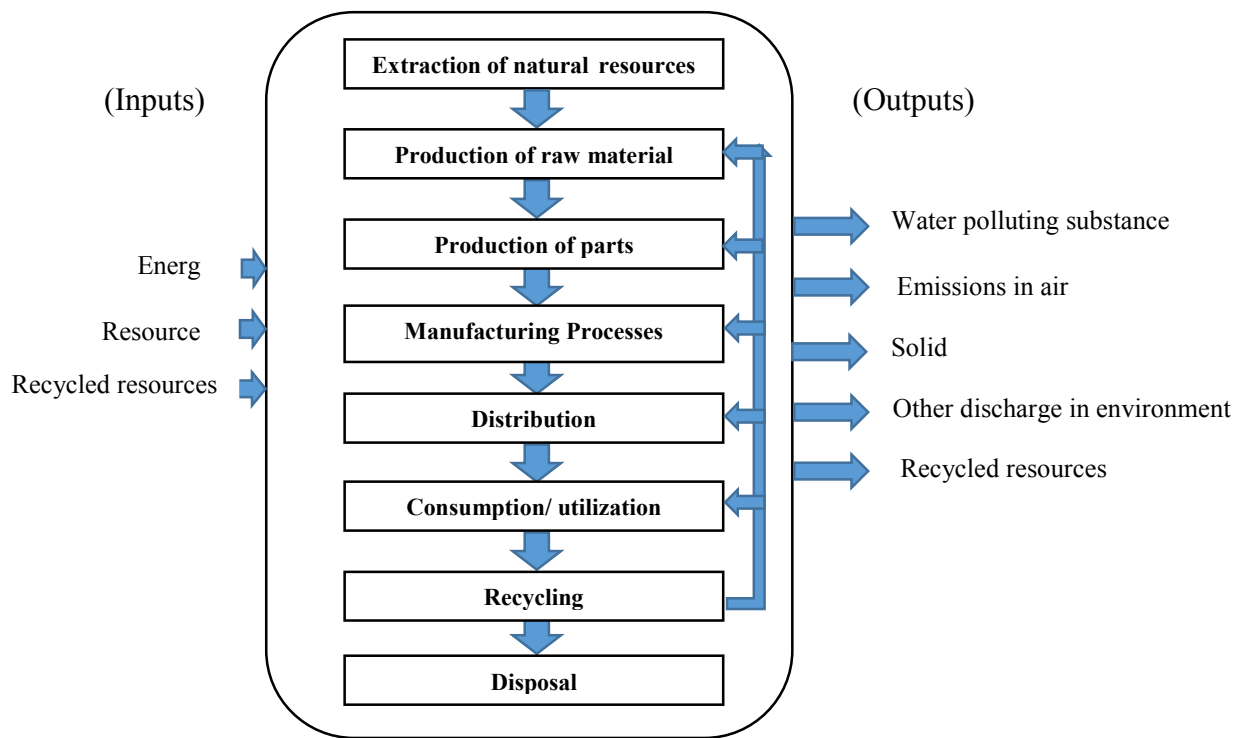 Extraction of natural resources
(Inputs)
(Outputs)
Production of raw material
Water polluting substance
Production of parts
Energ
Emissions in air
Manufacturing Processes
Resource
Solid
Recycled resources
Distribution
Other discharge in environment
Recycled resources
Consumption/ utilization
Recycling
Disposal